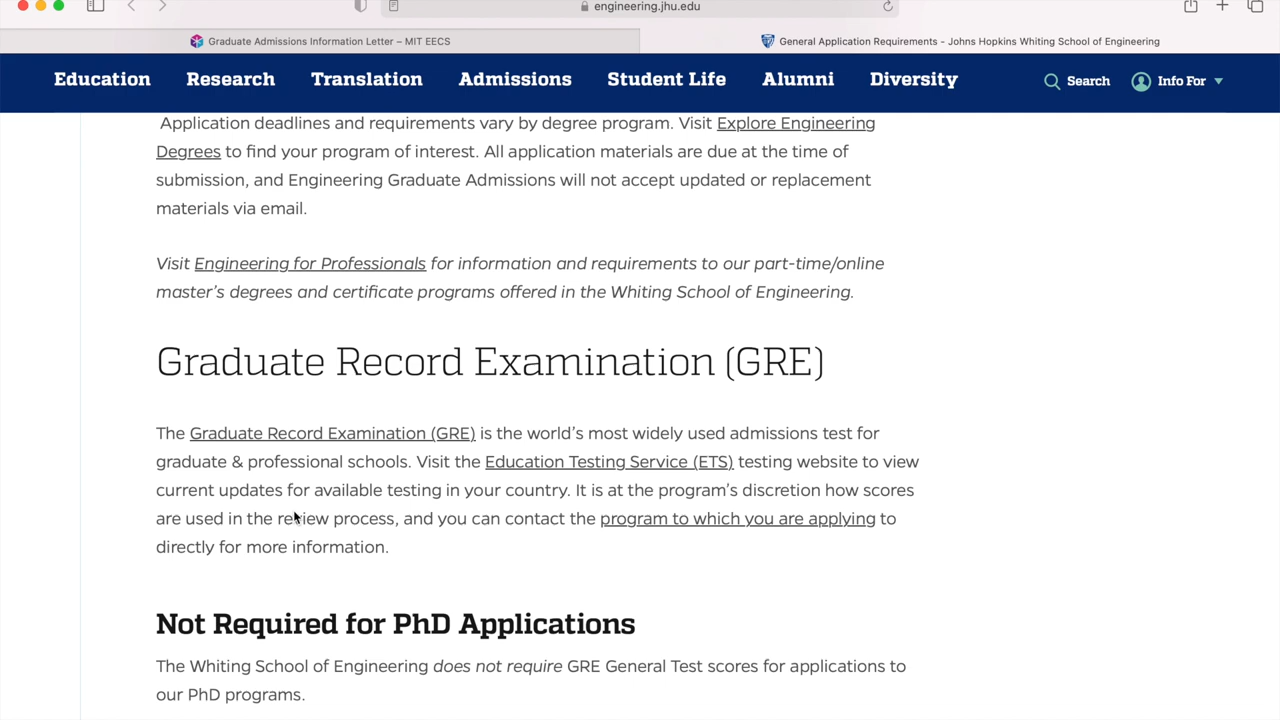 engineering.jhu.edu
Graduate Admissions Information Letter – MIT EECS
General Application Requirements - Johns Hopkins Whiting School of Engineering
Education Research Translation Admissions Student Life Alumni Diversity Search Info For
Application deadlines and requirements vary by degree program. Visit Explore Engineering
Degrees to find your program of interest. All application materials are due at the time of
submission, and Engineering Graduate Admissions will not accept updated or replacement
materials via email.
Visit Engineering for Professionals for information and requirements to our part-time/online
master's degrees and certificate programs offered in the Whiting School of Engineering.
Graduate Record Examination (GRE)
The Graduate Record Examination (GRE) is the world's most widely used admissions test for
graduate & professional schools. Visit the Education Testing Service (ETS) testing website to view
current updates for available testing in your country. It is at the program's discretion how scores
are used in the review process, and you can contact the program to which you are applying to
directly for more information.
Not Required for PhD Applications
The Whiting School of Engineering does not require GRE General Test scores for applications to
our PhD programs.